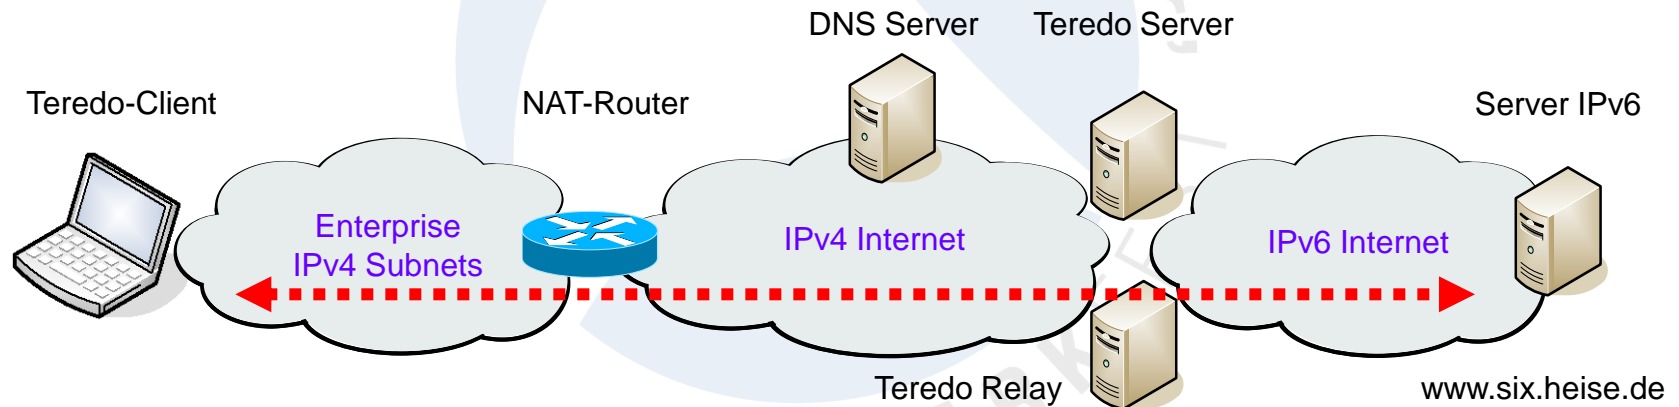 DNS Server
Teredo Server
Teredo-Client
NAT-Router
Server IPv6
Enterprise
IPv4 Subnets
IPv4 Internet
IPv6 Internet
Teredo Relay
www.six.heise.de